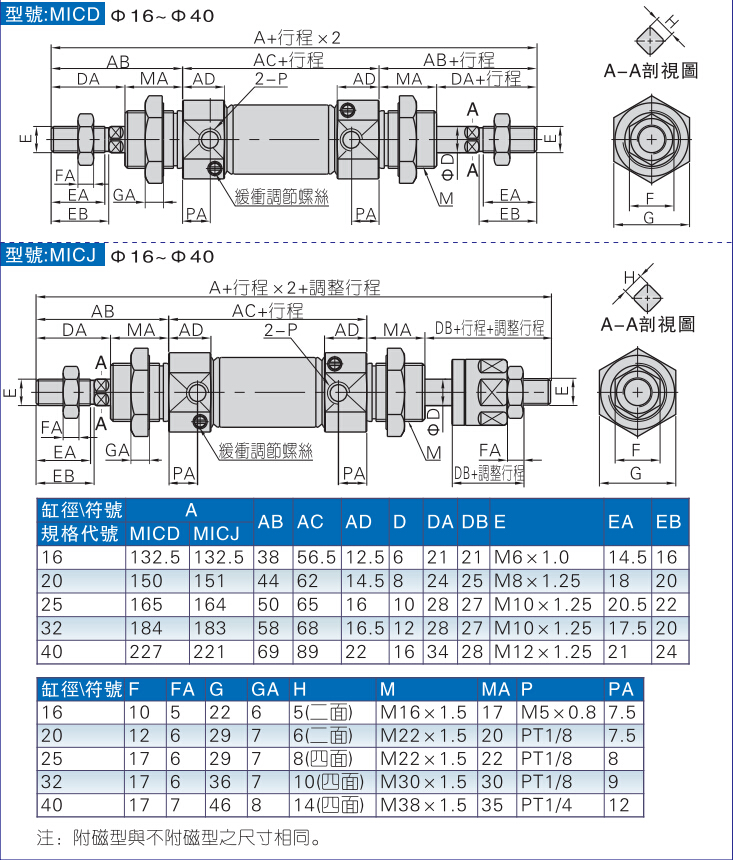 型號:MICD Φ16~Φ40
A+行程×2
AB AC+行程 AB+行程
DA MA AD 2-P AD MA DA+行程
A
E ΦD E
A
FA
EA GA 緩衝調節螺絲 M EA
EB PA PA EB
H
A-A剖視圖
F
G
型號:MICJ Φ16~Φ40
A+行程×2+調整行程
AB AC+行程
DA MA AD 2-P AD MA DB+行程+調整行程
A
E ΦD E
A
FA
EA GA 緩衝調節螺絲 M FA
EB PA PA DB+調整行程
H
A-A剖視圖
F
G
缸徑\符號 A AB AC AD D DA DB E EA EB
規格代號 MICD MICJ
16 132.5 132.5 38 56.5 12.5 6 21 21 M6×1.0 14.5 16
20 150 151 44 62 14.5 8 24 25 M8×1.25 18 20
25 165 164 50 65 16 10 28 27 M10×1.25 20.5 22
32 184 183 58 68 16.5 12 28 27 M10×1.25 17.5 20
40 227 221 69 89 22 16 34 28 M12×1.25 21 24
缸徑\符號 F FA G GA H M MA P PA
16 10 5 22 6 5(二面) M16×1.5 17 M5×0.8 7.5
20 12 6 29 7 6(二面) M22×1.5 20 PT1/8 7.5
25 17 6 29 7 8(四面) M22×1.5 22 PT1/8 8
32 17 6 36 7 10(四面) M30×1.5 30 PT1/8 9
40 17 7 46 8 14(四面) M38×1.5 35 PT1/4 12
注: 附磁型與不附磁型之尺寸相同。